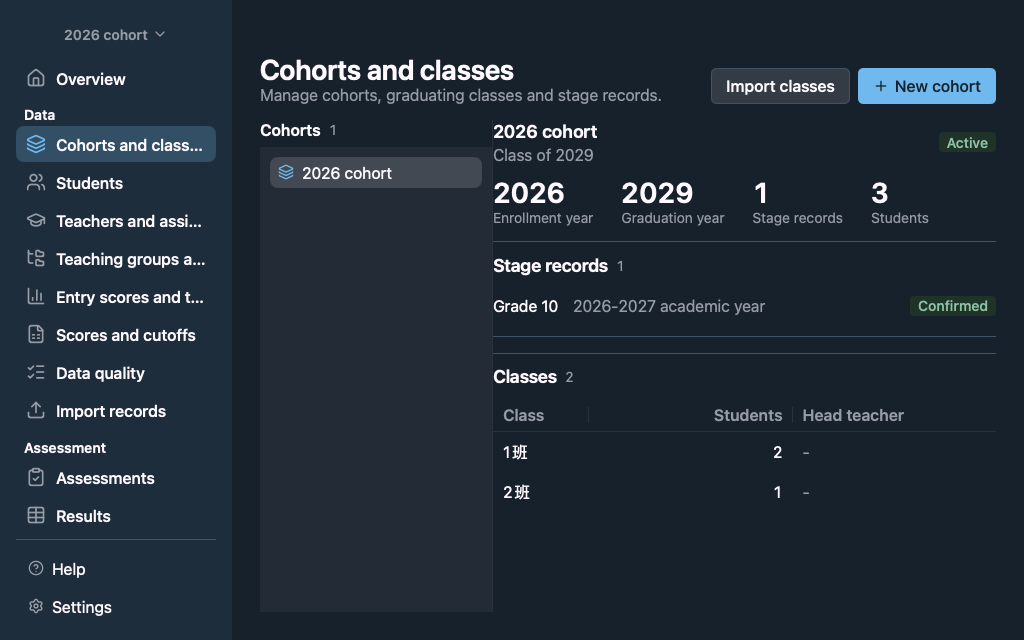 2026 cohort
Overview
Data
Cohorts and class...
Students
Teachers and assi...
Teaching groups a...
Entry scores and t...
Scores and cutoffs
Data quality
Import records
Assessment
Assessments
Results
Help
Settings
Cohorts and classes
Manage cohorts, graduating classes and stage records.
Import classes
+ New cohort
Cohorts 1
2026 cohort
2026 cohort
Class of 2029
Active
2026 2029 1 3
Enrollment year Graduation year Stage records Students
Stage records 1
Grade 10 2026-2027 academic year Confirmed
Classes 2
Class Students Head teacher
1班 2 -
2班 1 -